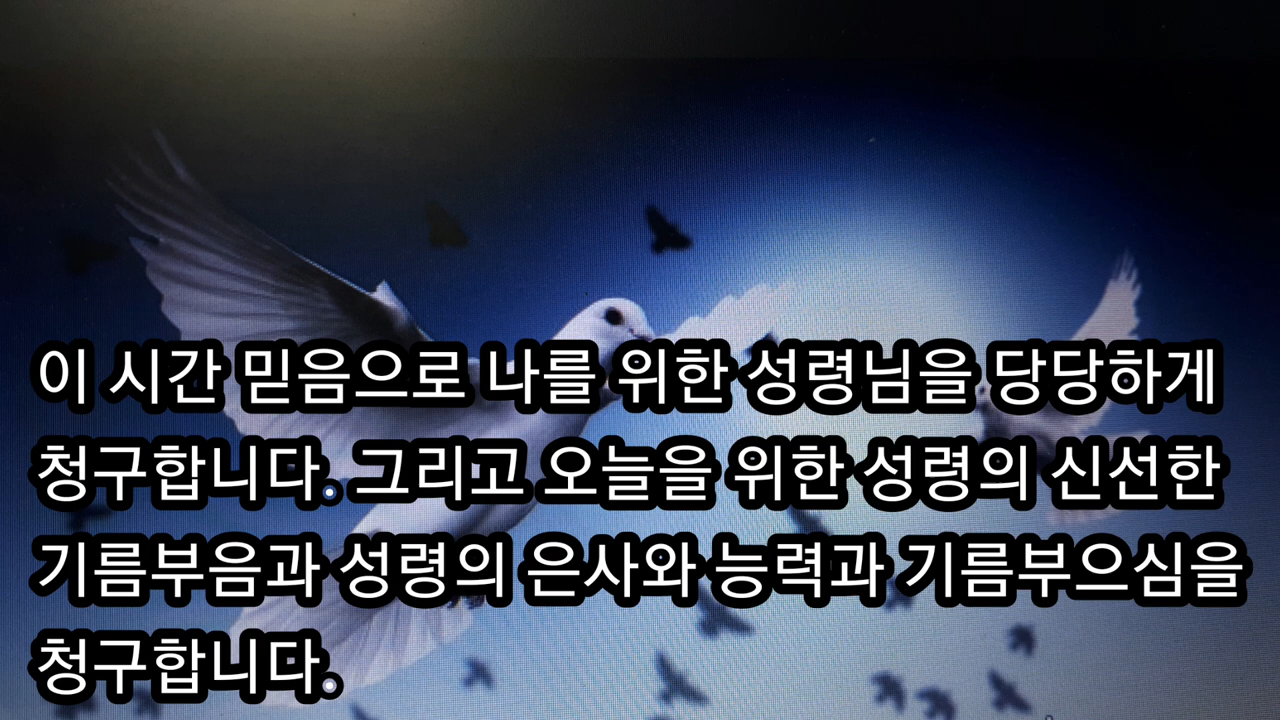 이 시간 믿음으로 나를 위한 성령님을 당당하게
청구합니다. 그리고 오늘을 위한 성령의 신선한
기름부음과 성령의 은사와 능력과 기름부으심을
청구합니다.